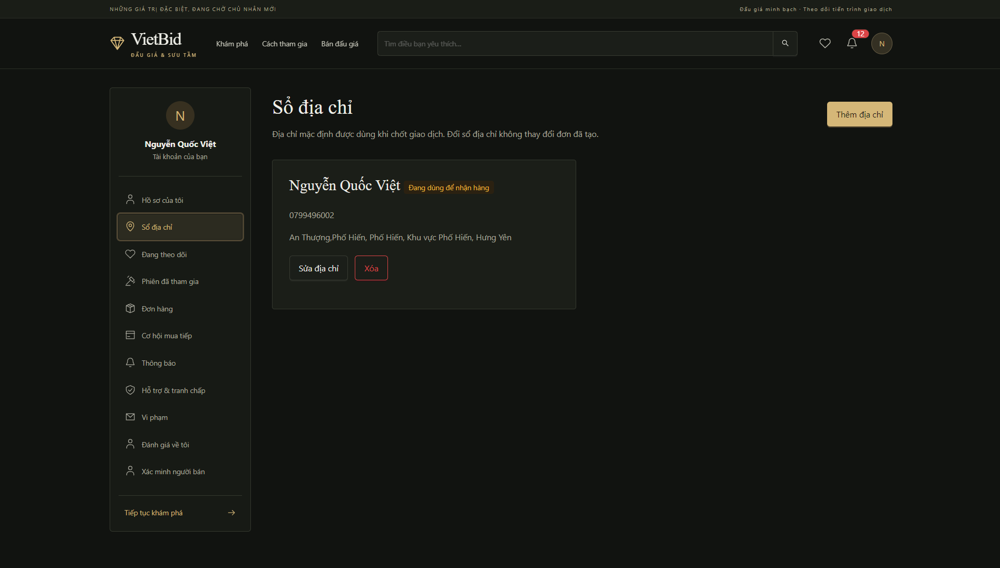 NHỮNG GIÁ TRỊ ĐẶC BIỆT, ĐANG CHỜ CHỦ NHÂN MỚI
Đấu giá minh bạch · Theo dõi tiến trình giao dịch
VietBid
ĐẤU GIÁ & SƯU TẦM
Khám phá
Cách tham gia
Bán đấu giá
Tìm điều bạn yêu thích...
12
N
N
Nguyễn Quốc Việt
Tài khoản của bạn
Hồ sơ của tôi
Sổ địa chỉ
Đang theo dõi
Phiên đã tham gia
Đơn hàng
Cơ hội mua tiếp
Thông báo
Hỗ trợ & tranh chấp
Vi phạm
Đánh giá về tôi
Xác minh người bán
Tiếp tục khám phá
Sổ địa chỉ
Thêm địa chỉ
Địa chỉ mặc định được dùng khi chốt giao dịch. Đổi sổ địa chỉ không thay đổi đơn đã tạo.
Nguyễn Quốc Việt Đang dùng để nhận hàng
0799496002
An Thượng,Phố Hiến, Phố Hiến, Khu vực Phố Hiến, Hưng Yên
Sửa địa chỉ
Xóa